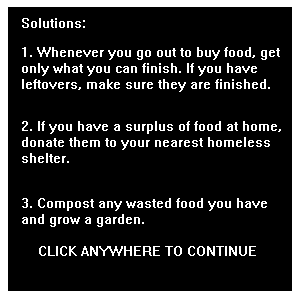 Solutions:
1. Whenever you go out to buy food, get
only what you can finish. If you have
leftovers, make sure they are finished.
2. If you have a surplus of food at home,
donate them to your nearest homeless
shelter.
3. Compost any wasted food you have
and grow a garden.
CLICK ANYWHERE TO CONTINUE